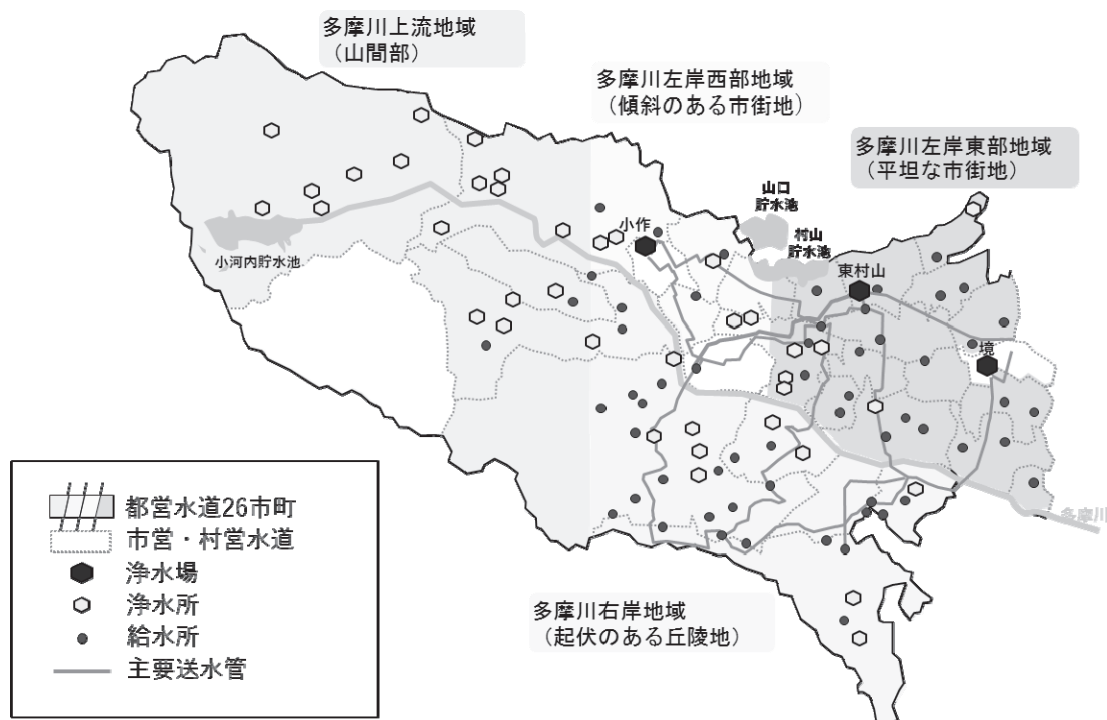 多摩川上流地域
（山間部）
多摩川左岸西部地域
（傾斜のある市街地）
多摩川左岸東部地域
（平坦な市街地）
山口
貯水池
村山
貯水池
小作
東村山
小河内貯水池
境
多摩川
多摩川右岸地域
（起伏のある丘陵地）
都営水道26市町
市営・村営水道
浄水場
浄水所
給水所
主要送水管